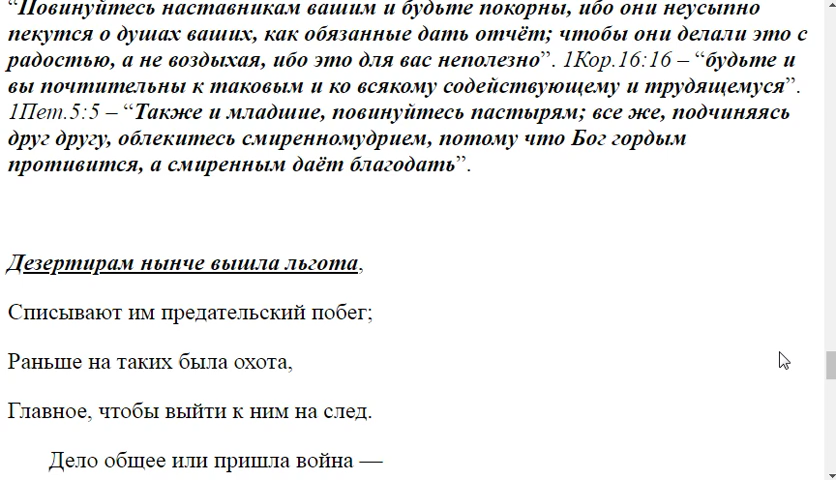 “Повинуйтесь наставникам вашим и будьте покорны, ибо они неусыпно
пекутся о душах ваших, как обязанные дать отчёт; чтобы они делали это с
радостью, а не воздыхая, ибо это для вас неполезно”. 1Кор.16:16 – “будьте и
вы почтительны к таковым и ко всякому содействующему и трудящемуся”.
1Пет.5:5 – “Также и младшие, повинуйтесь пастырям; все же, подчиняясь
друг другу, облекитесь смиренномудрием, потому что Бог гордым
противится, а смиренным даёт благодать”.
Дезертирам нынче вышла льгота,
Списывают им предательский побег;
Раньше на таких была охота,
Главное, чтобы выйти к ним на след.
Дело общее или пришла война —